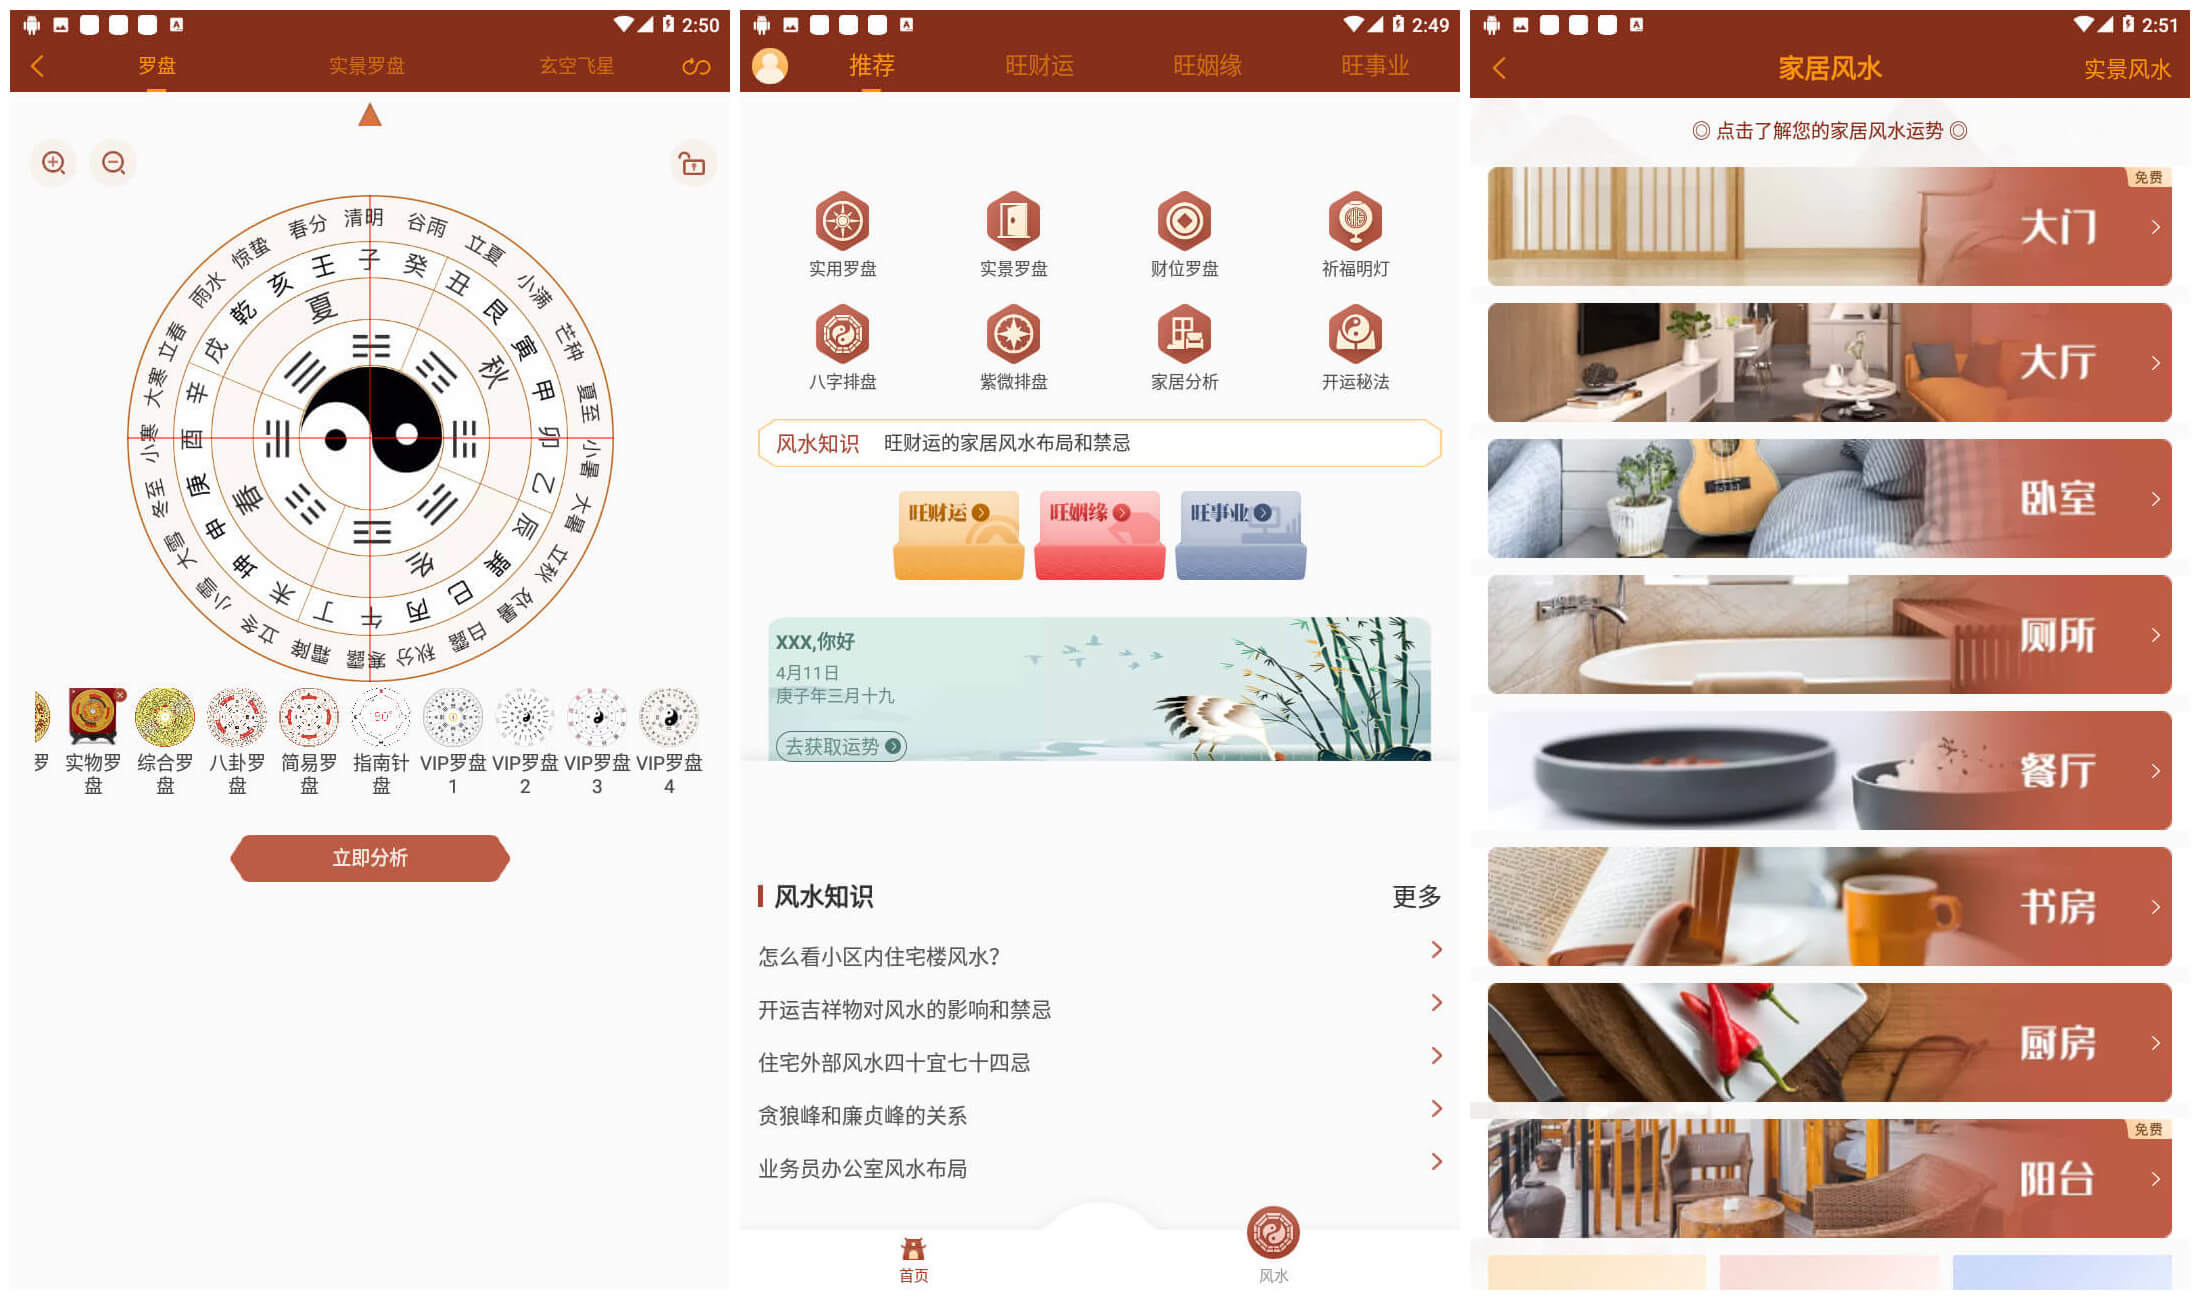 2:50
罗盘
实景罗盘
玄空飞星
清明
谷雨
立夏
小满
芒种
夏至
小暑
大暑
立秋
处暑
白露
秋分
寒露
霜降
立冬
小雪
大雪
冬至
小寒
大寒
立春
雨水
惊蛰
春分
子
癸
丑
艮
寅
甲
卯
乙
辰
巽
巳
丙
午
丁
未
坤
申
庚
酉
辛
戌
乾
亥
壬
夏
秋
冬
春
罗
实物罗盘
综合罗盘
八卦罗盘
简易罗盘
指南针盘
VIP罗盘1
VIP罗盘2
VIP罗盘3
VIP罗盘4
立即分析
2:49
推荐
旺财运
旺姻缘
旺事业
实用罗盘
实景罗盘
财位罗盘
祈福明灯
八字排盘
紫微排盘
家居分析
开运秘法
风水知识 旺财运的家居风水布局和禁忌
旺财运
旺姻缘
旺事业
XXX,你好
4月11日
庚子年三月十九
去获取运势
风水知识
更多
怎么看小区内住宅楼风水?
开运吉祥物对风水的影响和禁忌
住宅外部风水四十宜七十四忌
贪狼峰和廉贞峰的关系
业务员办公室风水布局
首页
风水
2:51
家居风水
实景风水
◎ 点击了解您的家居风水运势 ◎
免费
大门
大厅
卧室
厕所
餐厅
书房
厨房
免费
阳台